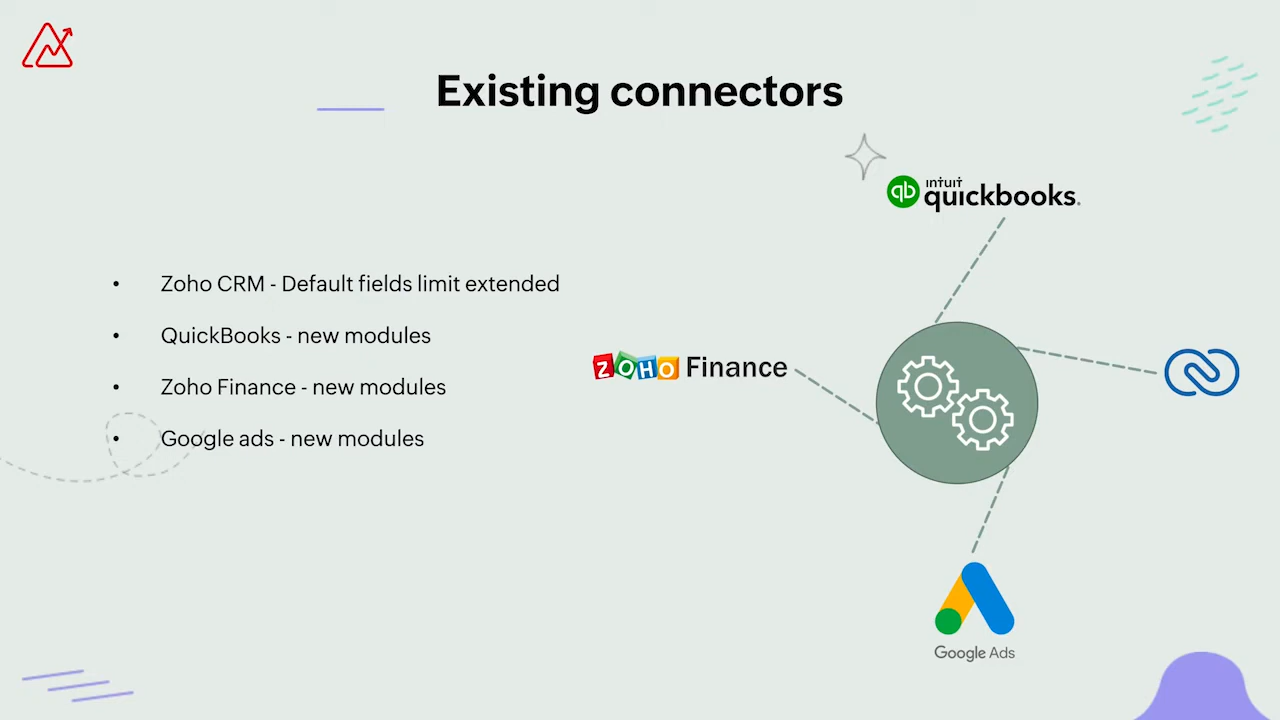 Existing connectors
intuit
quickbooks.
• Zoho CRM - Default fields limit extended
• QuickBooks - new modules
• Zoho Finance - new modules
• Google ads - new modules
ZOHO Finance
Google Ads